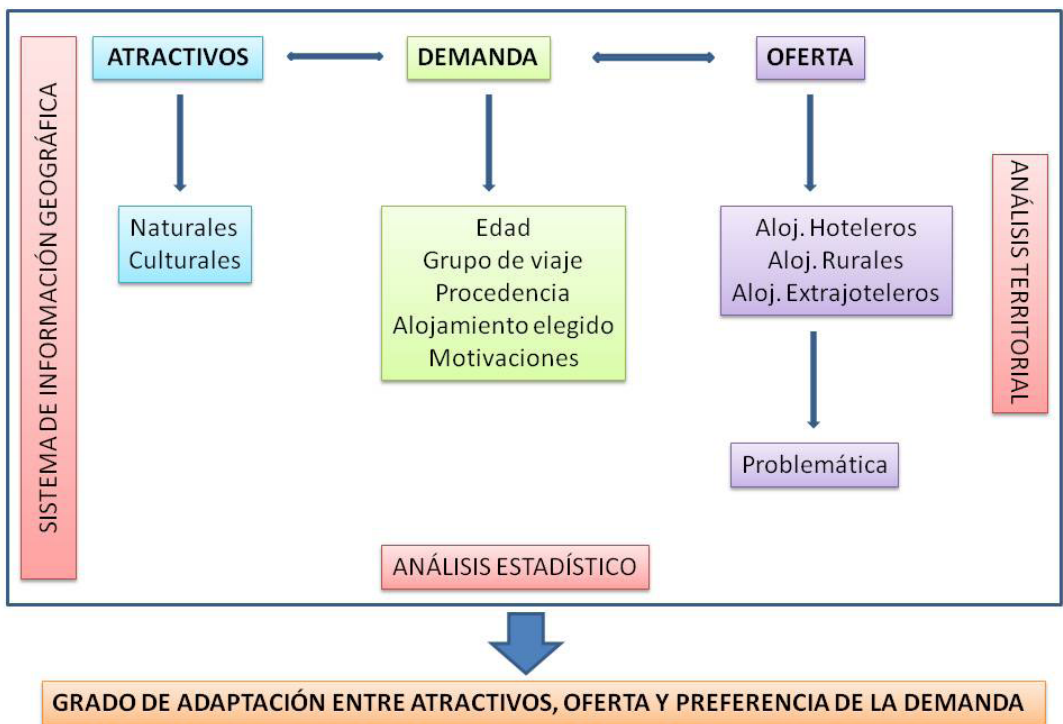 SISTEMA DE INFORMACIÓN GEOGRÁFICA
ATRACTIVOS
DEMANDA
OFERTA
Naturales
Culturales
Edad
Grupo de viaje
Procedencia
Alojamiento elegido
Motivaciones
Aloj. Hoteleros
Aloj. Rurales
Aloj. Extrajoteleros
Problemática
ANÁLISIS TERRITORIAL
ANÁLISIS ESTADÍSTICO
GRADO DE ADAPTACIÓN ENTRE ATRACTIVOS, OFERTA Y PREFERENCIA DE LA DEMANDA